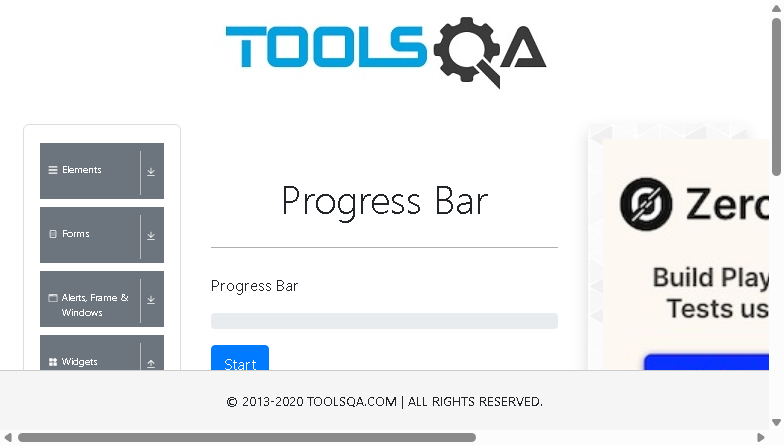 TOOLSQA
Elements
Forms
Alerts, Frame &
Windows
Widgets
Progress Bar
Progress Bar
Start
Build Play
Tests us
© 2013-2020 TOOLSQA.COM | ALL RIGHTS RESERVED.